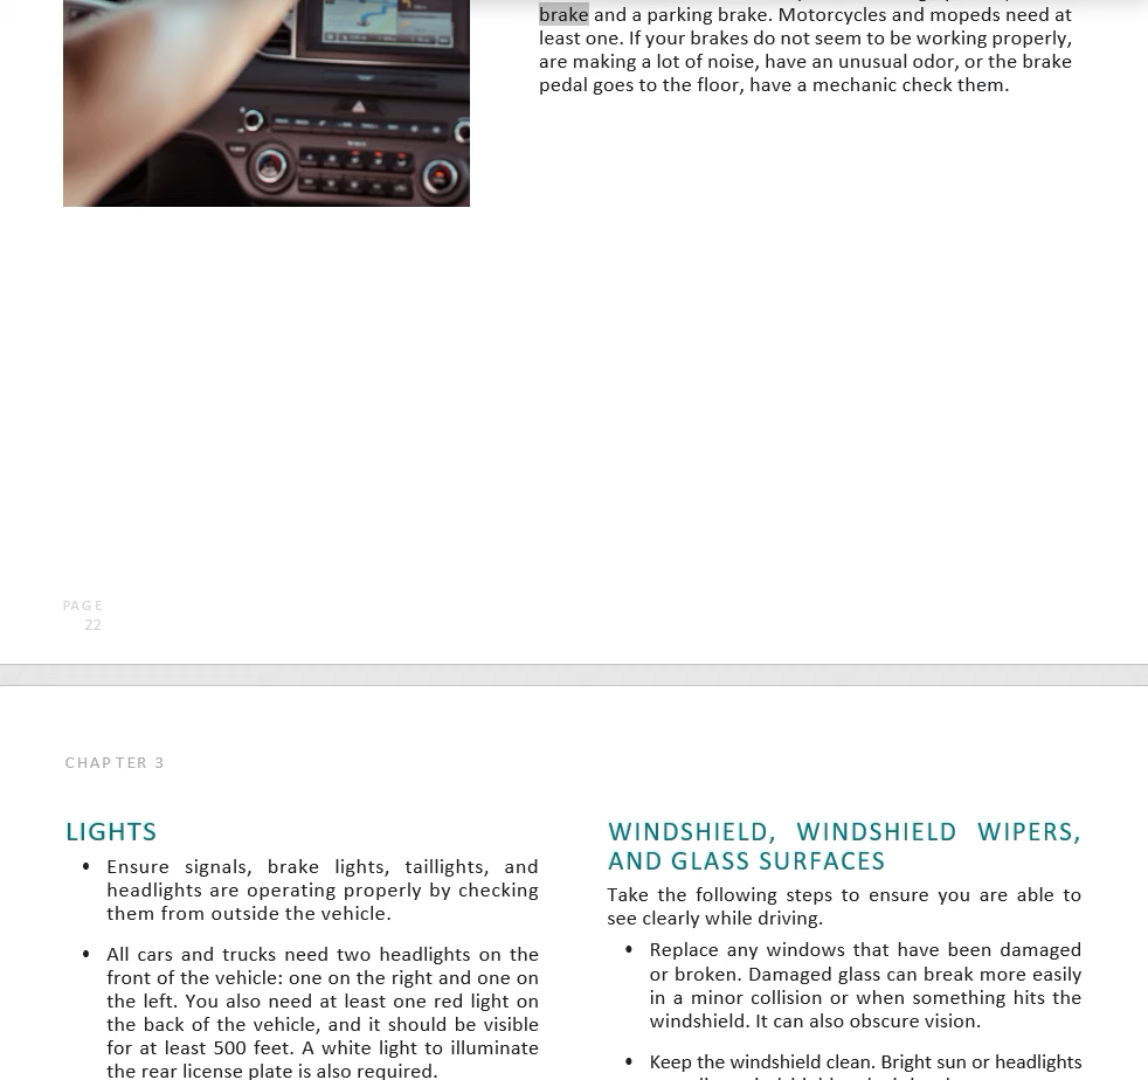 brake and a parking brake. Motorcycles and mopeds need at
least one. If your brakes do not seem to be working properly,
are making a lot of noise, have an unusual odor, or the brake
pedal goes to the floor, have a mechanic check them.
PAGE
22
CHAPTER 3
LIGHTS
• Ensure signals, brake lights, taillights, and
headlights are operating properly by checking
them from outside the vehicle.
• All cars and trucks need two headlights on the
front of the vehicle: one on the right and one on
the left. You also need at least one red light on
the back of the vehicle, and it should be visible
for at least 500 feet. A white light to illuminate
the rear license plate is also required.
WINDSHIELD, WINDSHIELD WIPERS,
AND GLASS SURFACES
Take the following steps to ensure you are able to
see clearly while driving.
• Replace any windows that have been damaged
or broken. Damaged glass can break more easily
in a minor collision or when something hits the
windshield. It can also obscure vision.
• Keep the windshield clean. Bright sun or headlights